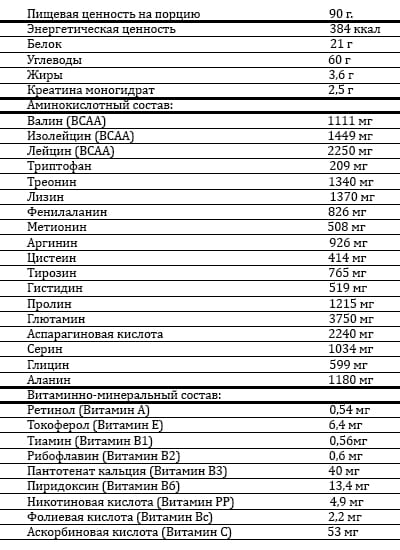 Пищевая ценность на порцию 90 г.
Энергетическая ценность 384 ккал
Белок 21 г
Углеводы 60 г
Жиры 3,6 г
Креатина моногидрат 2,5 г
Аминокислотный состав:
Валин (BCAA) 1111 мг
Изолейцин (BCAA) 1449 мг
Лейцин (BCAA) 2250 мг
Триптофан 209 мг
Треонин 1340 мг
Лизин 1370 мг
Фенилаланин 826 мг
Метионин 508 мг
Аргинин 926 мг
Цистеин 414 мг
Тирозин 765 мг
Гистидин 519 мг
Пролин 1215 мг
Глютамин 3750 мг
Аспарагиновая кислота 2240 мг
Серин 1034 мг
Глицин 599 мг
Аланин 1180 мг
Витаминно-минеральный состав:
Ретинол (Витамин А) 0,54 мг
Токоферол (Витамин Е) 6,4 мг
Тиамин (Витамин В1) 0,56мг
Рибофлавин (Витамин В2) 0,6 мг
Пантотенат кальция (Витамин В3) 40 мг
Пиридоксин (Витамин В6) 13,4 мг
Никотиновая кислота (Витамин РР) 4,9 мг
Фолиевая кислота (Витамин Вс) 2,2 мг
Аскорбиновая кислота (Витамин С) 53 мг